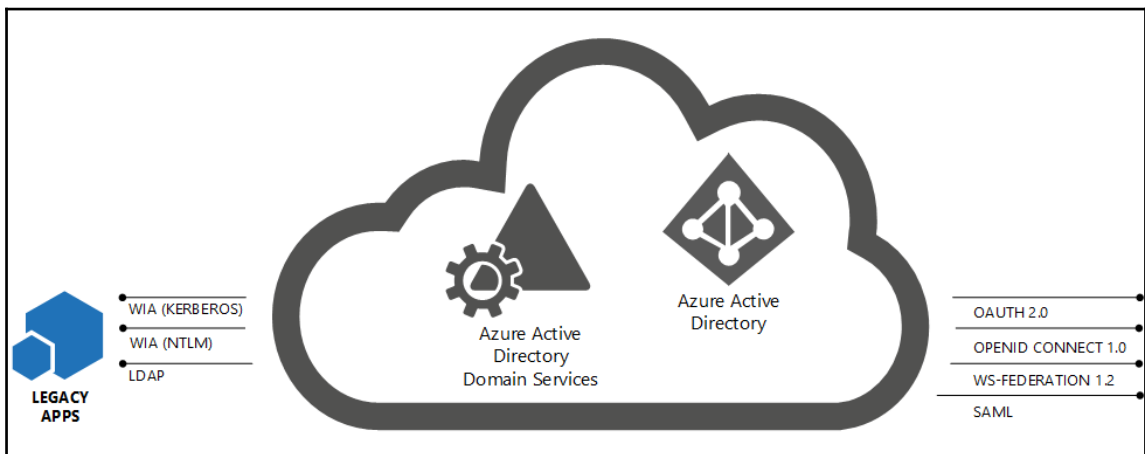 WIA (KERBEROS)
WIA (NTLM)
LDAP
LEGACY
APPS
Azure Active
Directory
Domain Services
Azure Active
Directory
OAUTH 2.0
OPENID CONNECT 1.0
WS-FEDERATION 1.2
SAML